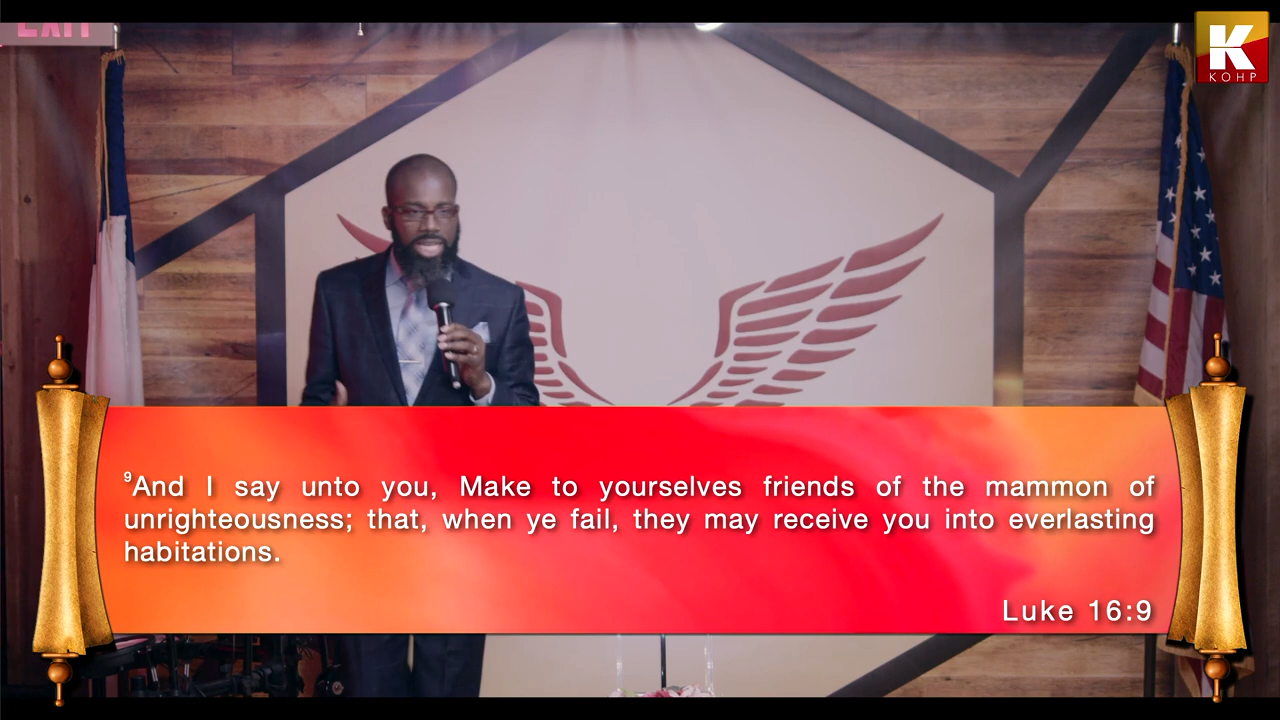 EXIT
K
KOHP
⁹And I say unto you, Make to yourselves friends of the mammon of
unrighteousness; that, when ye fail, they may receive you into everlasting
habitations.
Luke 16:9